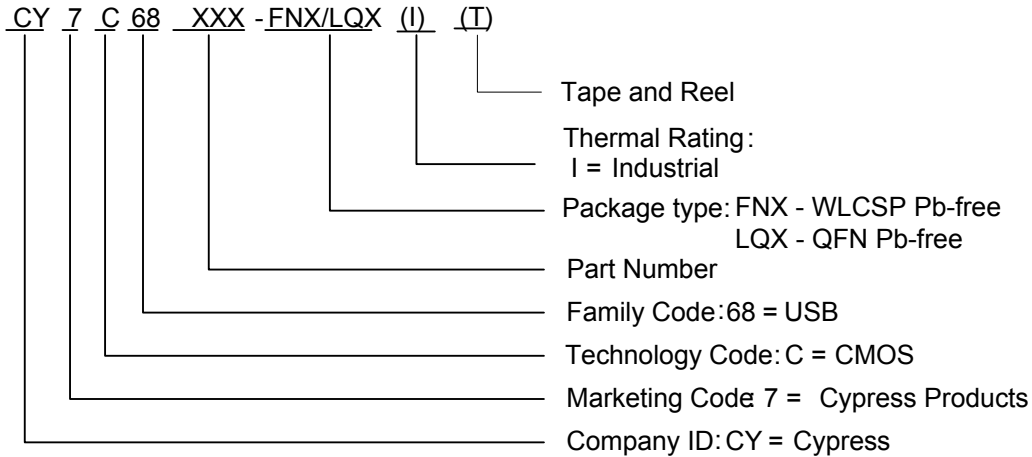 CY 7 C 68 XXX - FNX/LQX (I) (T)
Tape and Reel
Thermal Rating:
I = Industrial
Package type: FNX - WLCSP Pb-free
LQX - QFN Pb-free
Part Number
Family Code: 68 = USB
Technology Code: C = CMOS
Marketing Code: 7 = Cypress Products
Company ID: CY = Cypress